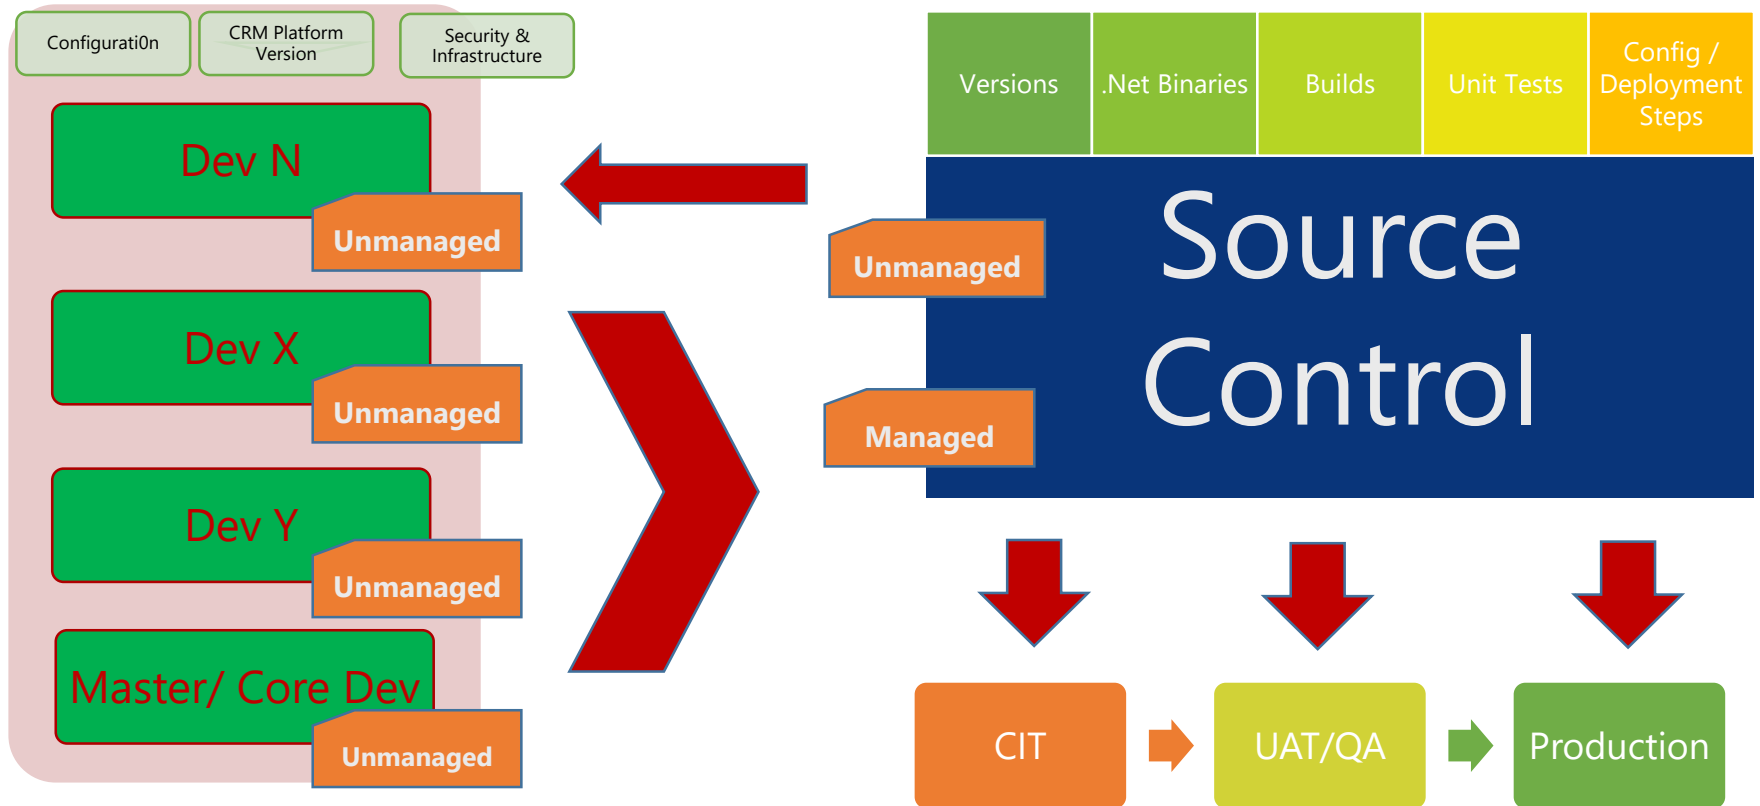 Configurati0n
CRM Platform
Version
Security &
Infrastructure
Dev N
Unmanaged
Dev X
Unmanaged
Dev Y
Unmanaged
Master/ Core Dev
Unmanaged
Versions
.Net Binaries
Builds
Unit Tests
Config /
Deployment
Steps
Source
Control
Unmanaged
Managed
CIT
UAT/QA
Production